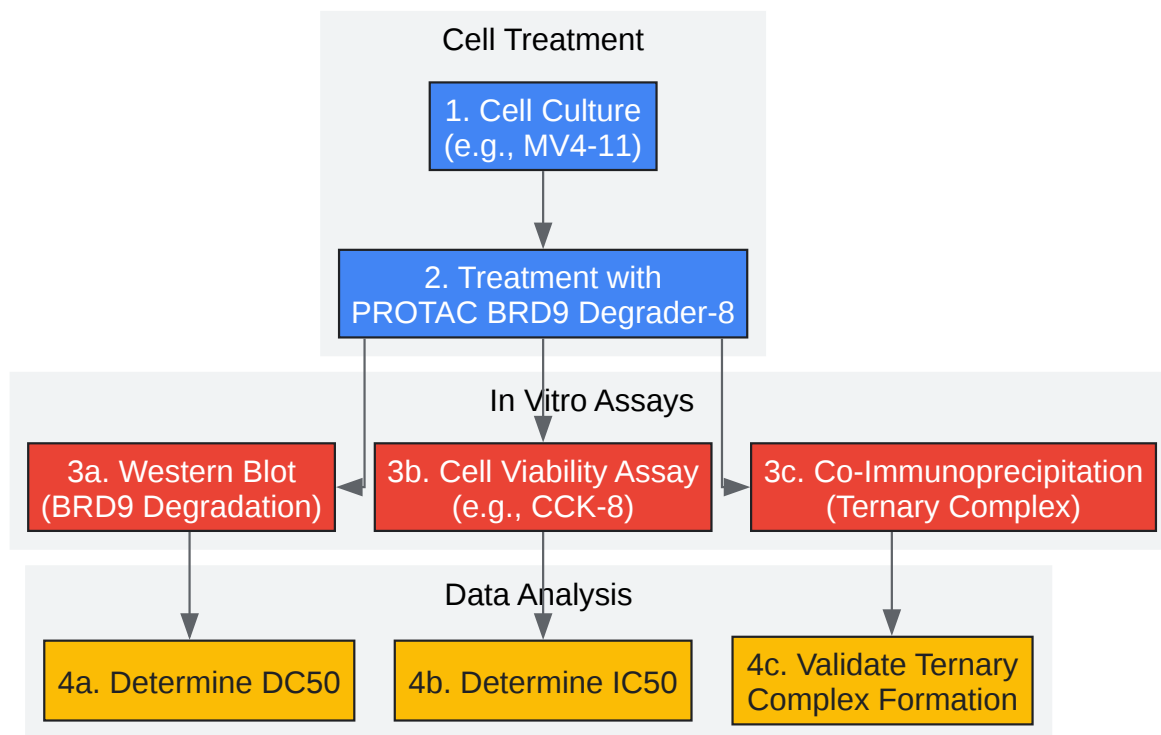 Cell Treatment
1. Cell Culture
(e.g., MV4-11)
2. Treatment with
PROTAC BRD9 Degrader-8
In Vitro Assays
3a. Western Blot
(BRD9 Degradation)
3b. Cell Viability Assay
(e.g., CCK-8)
3c. Co-Immunoprecipitation
(Ternary Complex)
Data Analysis
4a. Determine DC50
4b. Determine IC50
4c. Validate Ternary
Complex Formation